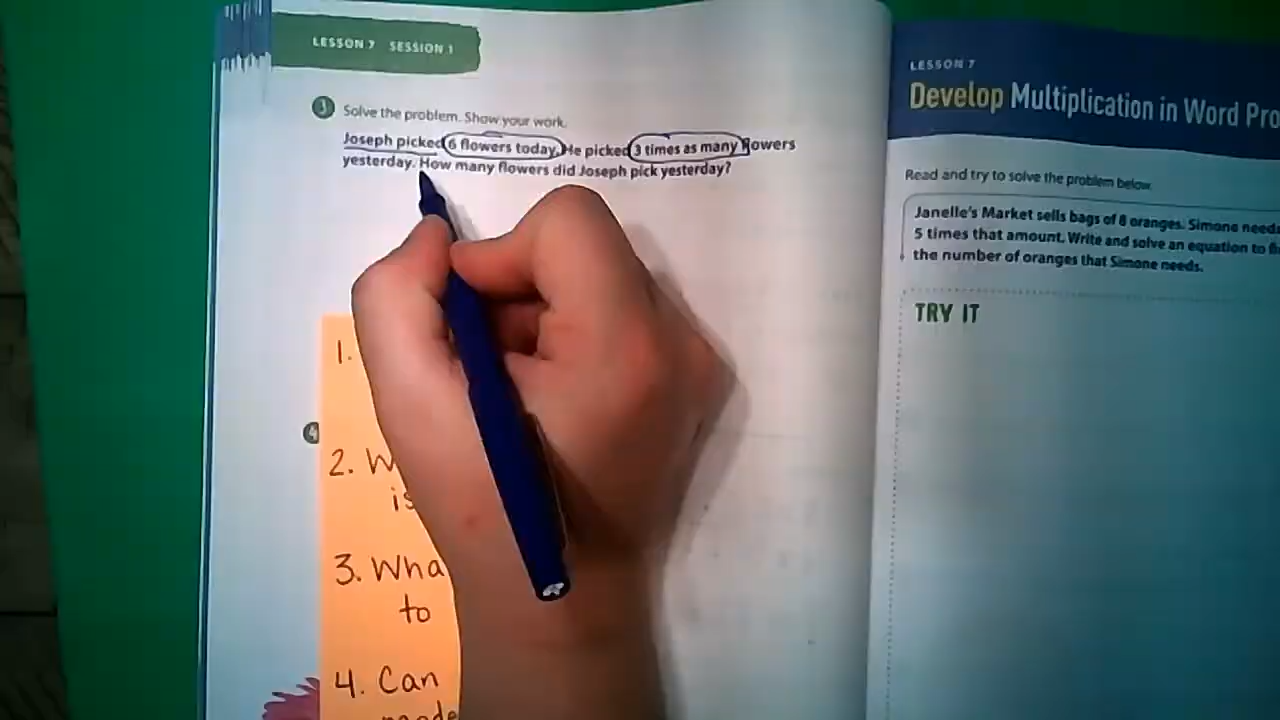 LESSON 7 SESSION 1
3 Solve the problem. Show your work.
Joseph picked 6 flowers today. He picked 3 times as many flowers
yesterday. How many flowers did Joseph pick yesterday?
1.
4
2. W
is
3. Wha
to
4. Can
LESSON 7
Develop Multiplication in Word Pro
Read and try to solve the problem below.
Janelle's Market sells bags of 8 oranges. Simone needs
5 times that amount. Write and solve an equation to fi
the number of oranges that Simone needs.
TRY IT